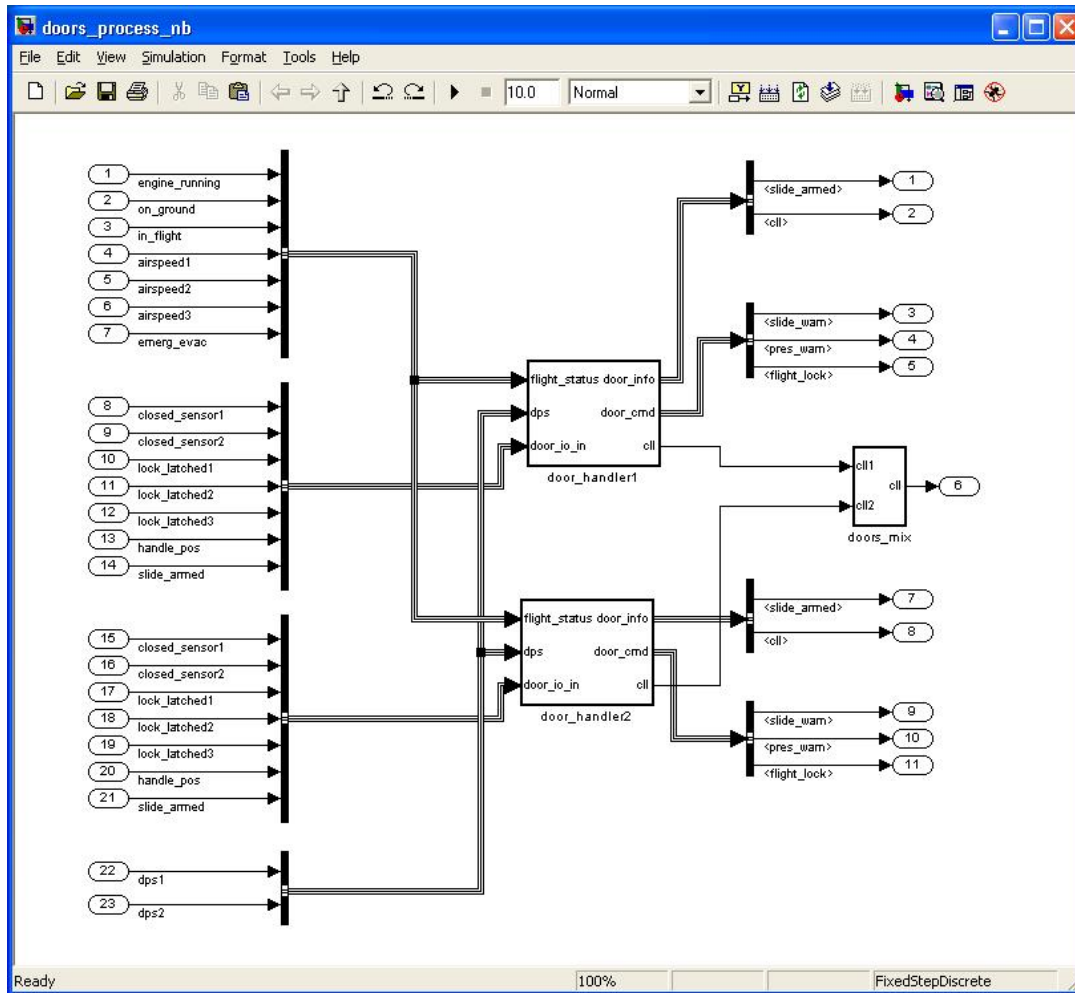 doors_process_nb
File Edit View Simulation Format Tools Help
10.0 Normal
1 engine_running
2 on_ground
3 in_flight
4 airspeed1
5 airspeed2
6 airspeed3
7 emerg_evac
8 closed_sensor1
9 closed_sensor2
10 lock_latched1
11 lock_latched2
12 lock_latched3
13 handle_pos
14 slide_armed
15 closed_sensor1
16 closed_sensor2
17 lock_latched1
18 lock_latched2
19 lock_latched3
20 handle_pos
21 slide_armed
22 dps1
23 dps2
flight_status door_info
dps door_cmd
door_io_in cll
door_handler1
flight_status door_info
dps door_cmd
door_io_in cll
door_handler2
<slide_armed> 1
<cll> 2
<slide_warn> 3
<pres_warn> 4
<flight_lock> 5
cll1
cll 6
cll2
doors_mix
<slide_armed> 7
<cll> 8
<slide_warn> 9
<pres_warn> 10
<flight_lock> 11
Ready 100% FixedStepDiscrete